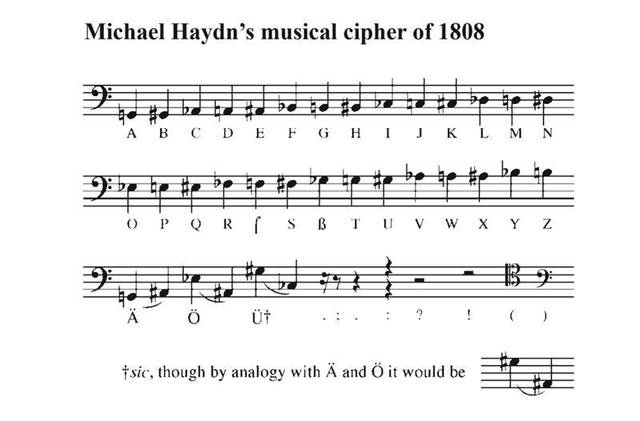 Michael Haydn’s musical cipher of 1808
A B C D E F G H I J K L M N
O P Q R ʃ S ß T U V W X Y Z
Ä Ö Ü† . ; . : ? ! ( )
†sic, though by analogy with Ä and Ö it would be